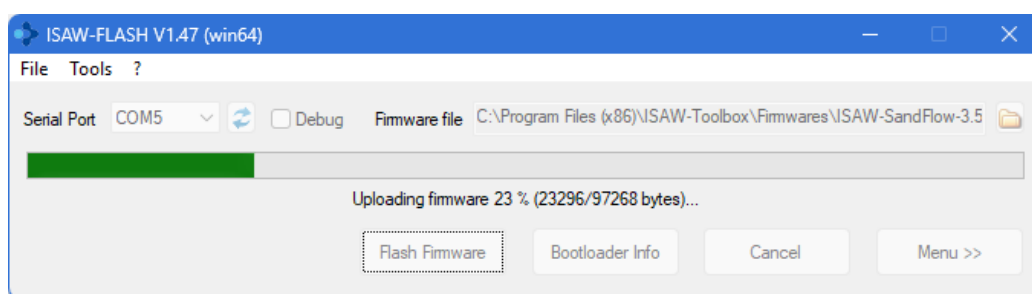 ISAW-FLASH V1.47 (win64)
File Tools ?
Serial Port COM5 Debug Firmware file C:\Program Files (x86)\ISAW-Toolbox\Firmwares\ISAW-SandFlow-3.5
Uploading firmware 23 % (23296/97268 bytes)...
Flash Firmware Bootloader Info Cancel Menu >>